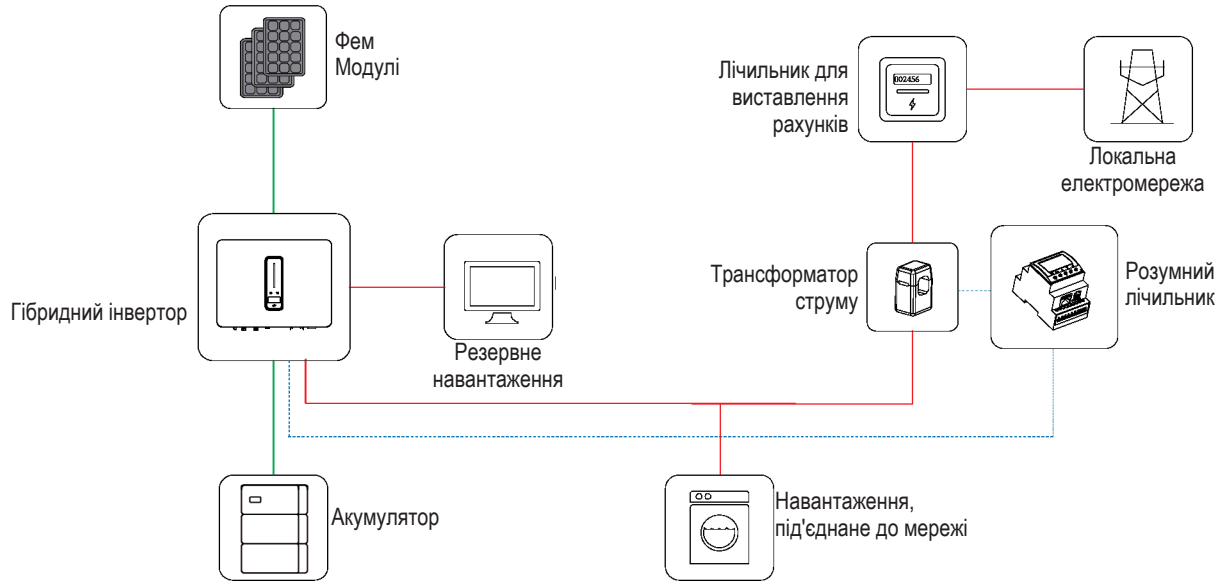 Фем
Модулі
Лічильник для
виставлення
рахунків
002456
Локальна
електромережа
Гібридний інвертор
Резервне
навантаження
Трансформатор
струму
Розумний
лічильник
Акумулятор
Навантаження,
під'єднане до мережі